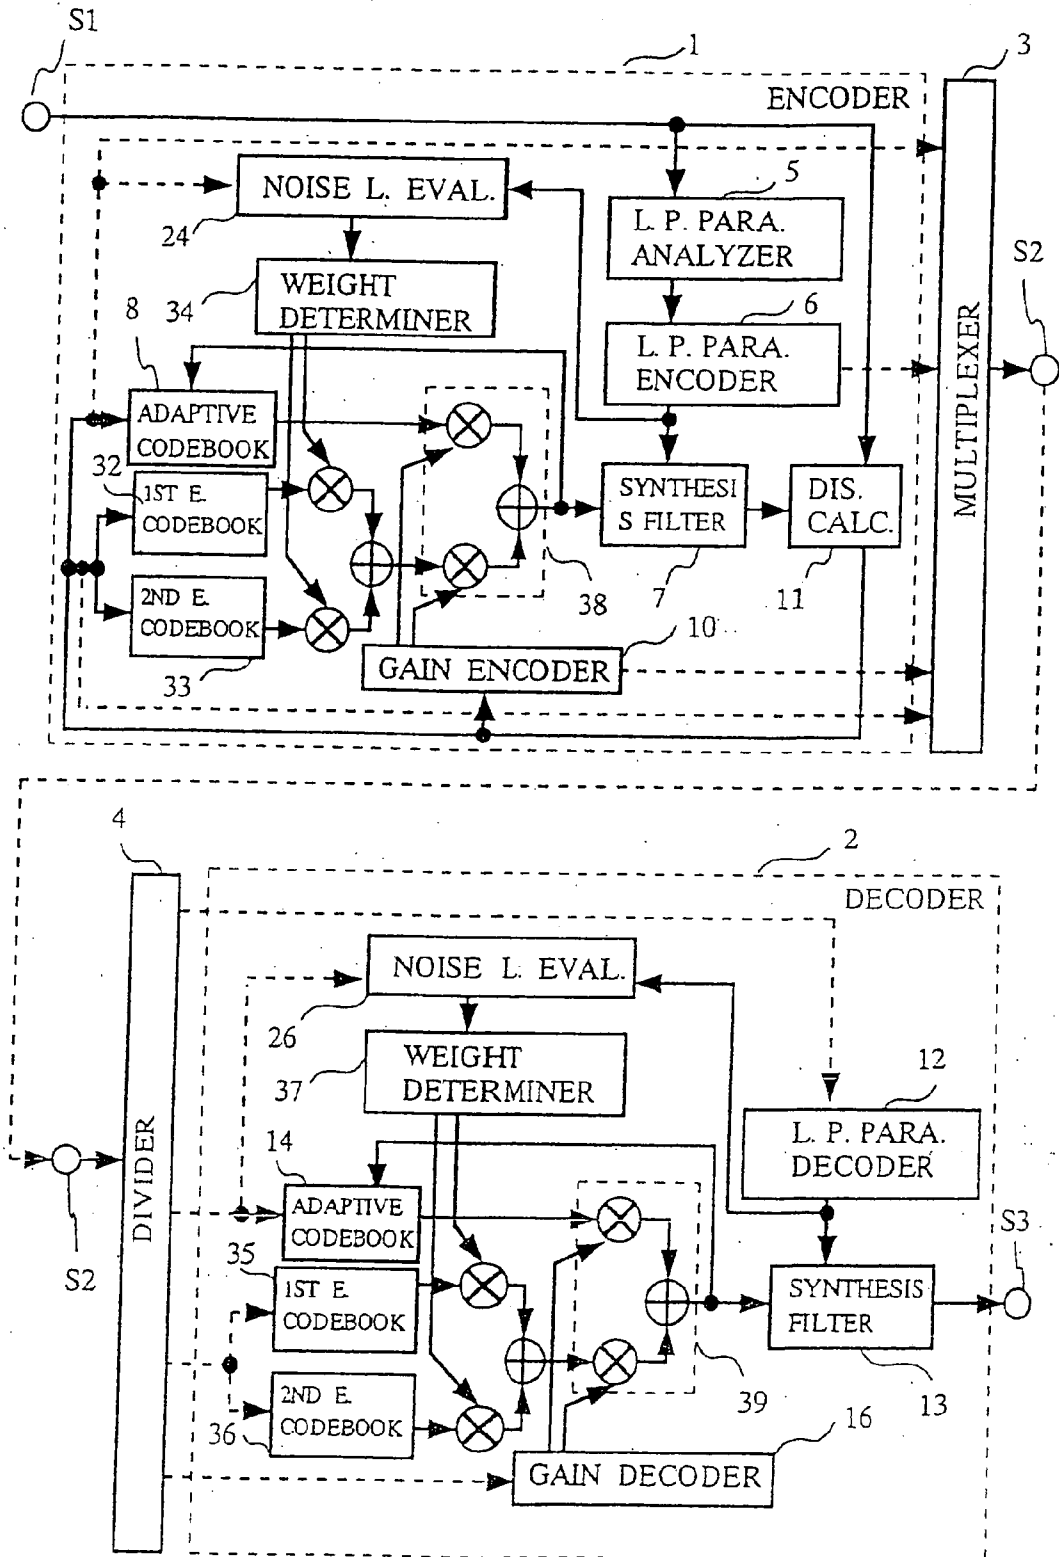 S1
1
3
ENCODER
NOISE L. EVAL.
5
24
L. P. PARA.
ANALYZER
S2
WEIGHT
DETERMINER
34
8
6
L. P. PARA.
ENCODER
MULTIPLEXER
ADAPTIVE
CODEBOOK
32
1ST E.
CODEBOOK
SYNTHESI
S FILTER
DIS.
CALC.
2ND E.
CODEBOOK
38
7
11
10
33
GAIN ENCODER
4
2
DECODER
NOISE L. EVAL.
26
WEIGHT
DETERMINER
37
12
L. P. PARA.
DECODER
DIVIDER
14
ADAPTIVE
CODEBOOK
S2
35
S3
1ST E.
CODEBOOK
SYNTHESIS
FILTER
2ND E.
CODEBOOK
36
39
13
16
GAIN DECODER